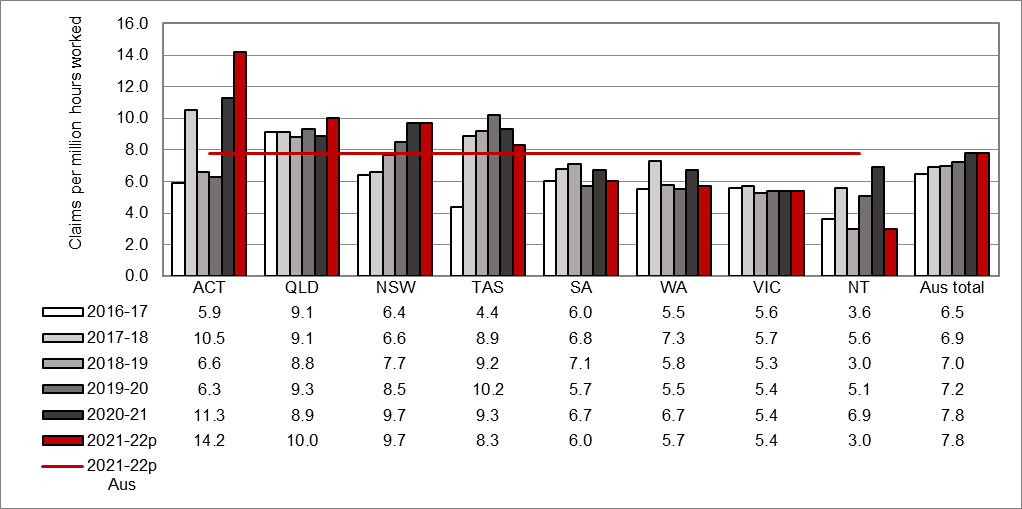 Claims per million hours worked
16.0
14.0
12.0
10.0
8.0
6.0
4.0
2.0
0.0
ACT QLD NSW TAS SA WA VIC NT Aus total
2016-17 5.9 9.1 6.4 4.4 6.0 5.5 5.6 3.6 6.5
2017-18 10.5 9.1 6.6 8.9 6.8 7.3 5.7 5.6 6.9
2018-19 6.6 8.8 7.7 9.2 7.1 5.8 5.3 3.0 7.0
2019-20 6.3 9.3 8.5 10.2 5.7 5.5 5.4 5.1 7.2
2020-21 11.3 8.9 9.7 9.3 6.7 6.7 5.4 6.9 7.8
2021-22p 14.2 10.0 9.7 8.3 6.0 5.7 5.4 3.0 7.8
2021-22p
Aus